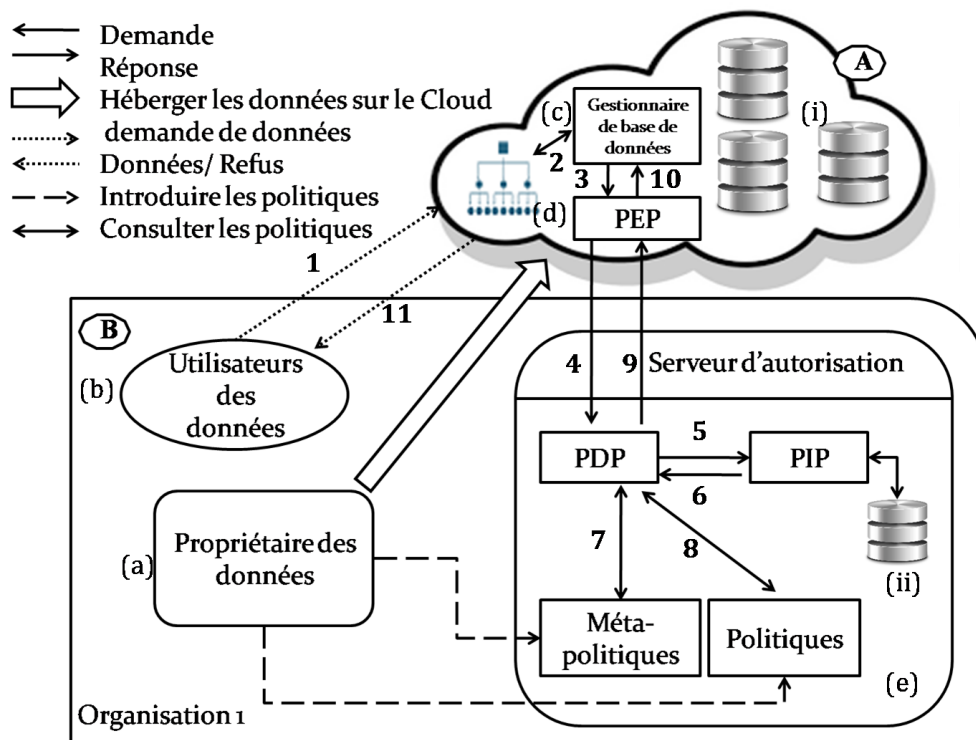 Demande
Réponse
Héberger les données sur le Cloud
demande de données
Données/ Refus
Introduire les politiques
Consulter les politiques
A
(c)
Gestionnaire
de base de
données
(i)
2
3
10
(d)
PEP
1
11
B
(b)
Utilisateurs
des
données
4
9
Serveur d'autorisation
PDP
5
6
PIP
(ii)
7
8
(a)
Propriétaire des
données
Méta-
politiques
Politiques
(e)
Organisation 1